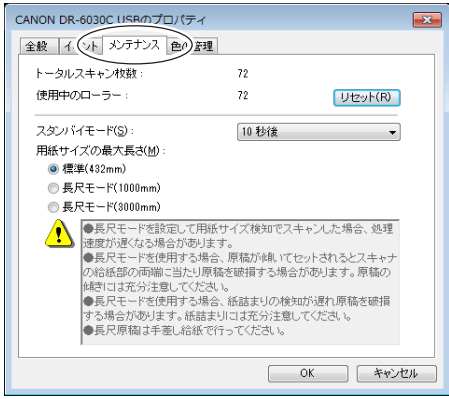 CANON DR-6030C USBのプロパティ
全般 イベント メンテナンス 色の管理
トータルスキャン枚数： 72
使用中のローラー： 72 リセット(R)
スタンバイモード(S)： 10 秒後
用紙サイズの最大長さ(M)：
標準(432mm)
長尺モード(1000mm)
長尺モード(3000mm)
●長尺モードを設定して用紙サイズ検知でスキャンした場合、処理
速度が遅くなる場合があります。
●長尺モードを使用する場合、原稿が傾いてセットされるとスキャナ
の給紙部の両端に当たり原稿を破損する場合があります。原稿の
傾きには充分注意してください。
●長尺モードを使用する場合、紙詰まりの検知が遅れ原稿を破損
する場合があります。紙詰まりには充分注意してください。
●長尺原稿は手差し給紙で行ってください。
OK キャンセル